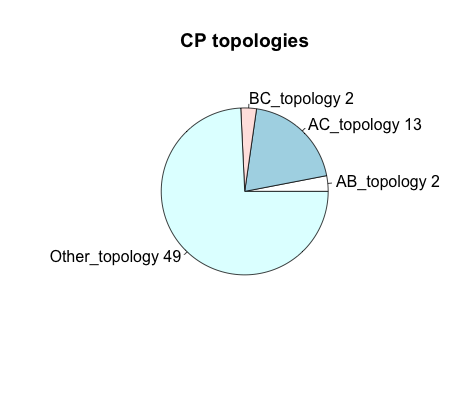 CP topologies
BC_topology 2
AC_topology 13
AB_topology 2
Other_topology 49